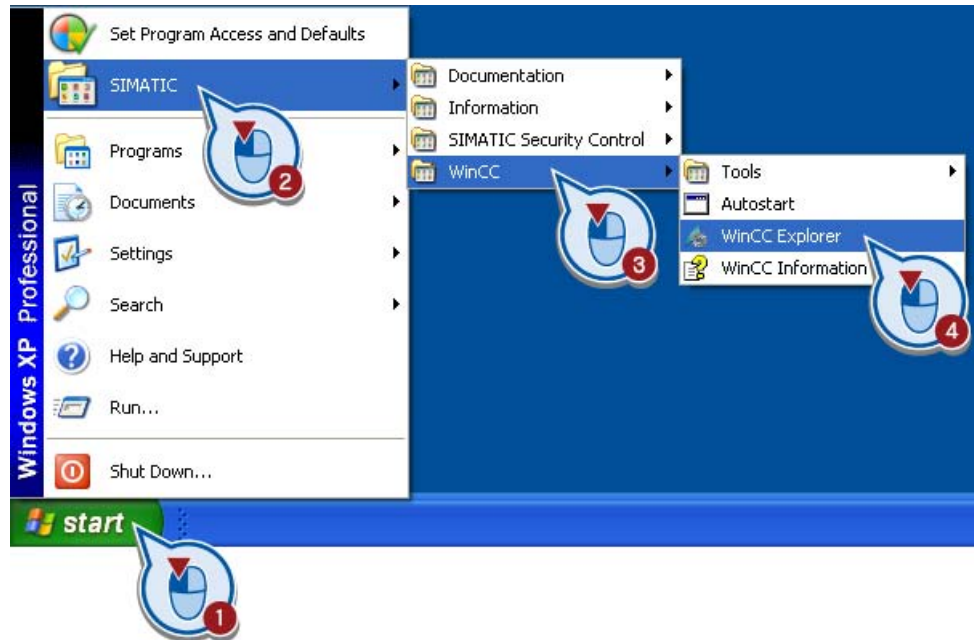 Set Program Access and Defaults
SIMATIC
Programs
Documents
Settings
Search
Help and Support
Run...
Shut Down...
Windows XP Professional
start
Documentation
Information
SIMATIC Security Control
WinCC
Tools
Autostart
WinCC Explorer
WinCC Information
1
2
3
4